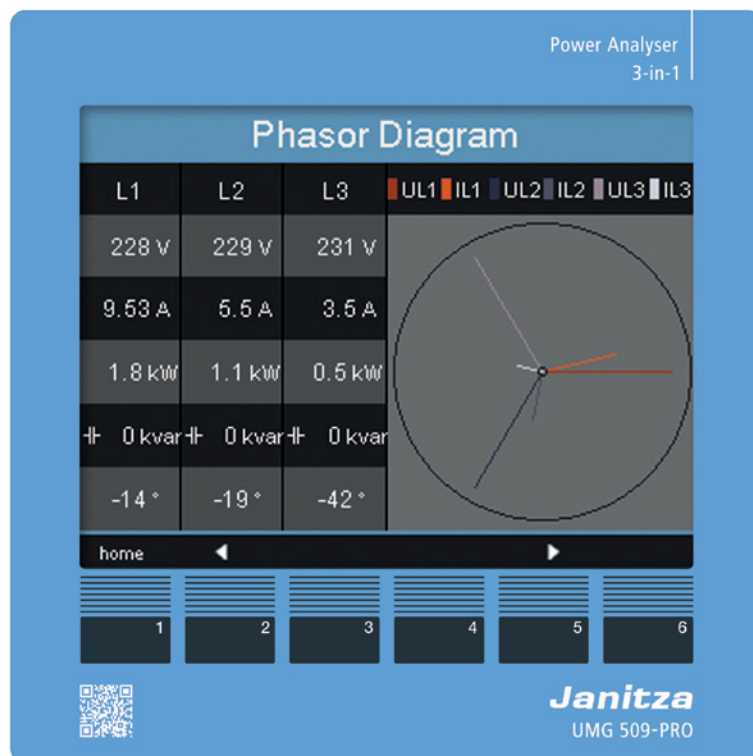 Power Analyser
3-in-1
Phasor Diagram
L1 L2 L3 UL1 IL1 UL2 IL2 UL3 IL3
228 V 229 V 231 V
9.53 A 5.5 A 3.5 A
1.8 kW 1.1 kW 0.5 kW
0 kvar 0 kvar 0 kvar
-14 ° -19 ° -42 °
home
1 2 3 4 5 6
Janitza
UMG 509-PRO